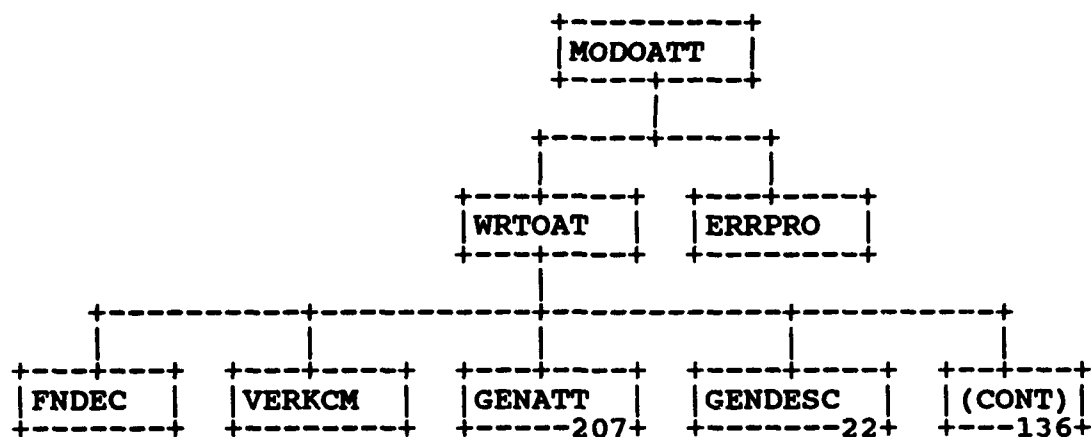 MODOATT
WRTOAT ERRPRO
FNDEC VERKCM GENATT GENDESC (CONT)
207 22 136